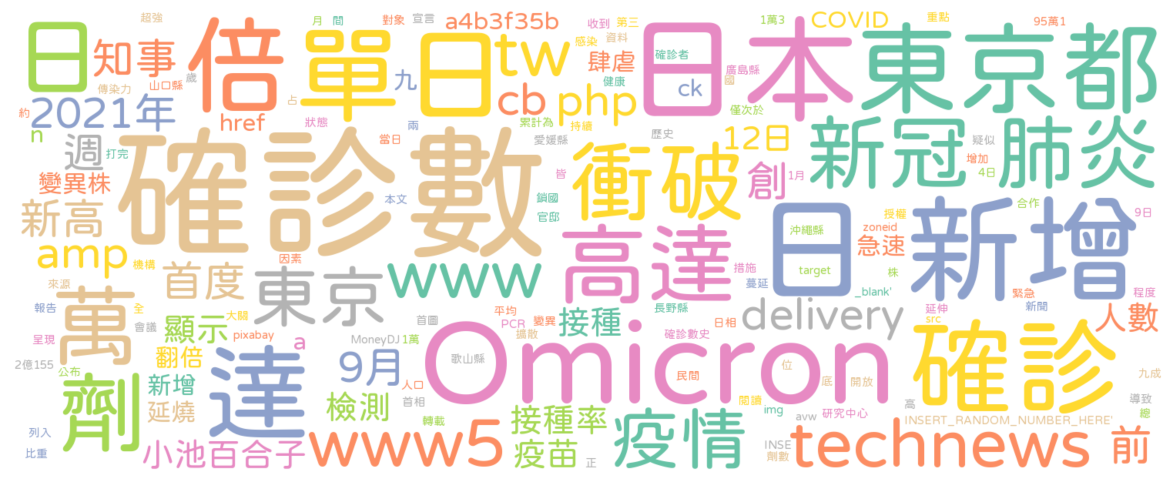 超強
月
間
對象
宣言
a4b3f35b
收到
第三
1萬3
COVID
重點
95萬1
日
知事
倍
單
日
tw
感染
資料
肆虐
確診者
日本
東京都
山口縣
歲
傳染力
九
cb
php
健康
ck
廣島縣
國
約
2021年
占
href
狀態
兩
累計為
持續
僅次於
n
週
打完
當日
愛媛縣
歷史
12日
新冠
肺炎
疑似
增加
4日
變異株
確診數
衝破
創
1月
皆
本文
鎖國
新高
官邸
日
沖繩縣
授權
zoneid
新增
合作
9日
amp
機構
因素
高達
急速
來源
首度
東京
www
措施
target
株
報告
萬
全
大關
蔓延
_blank'
緊急
程度
首圖
平均
長野縣
delivery
延伸
新聞
會議
顯示
PCR
變異
接種
日相
src
人數
呈現
pixabay
a
MoneyDJ
1萬
擴散
確診數史
Omicron
確診
2億155
公布
翻倍
歌山縣
位
九成
新增
達
9月
人口
民間
底
開放
劑
延燒
檢測
首相
接種率
閣讀
img
高
導致
轉載
avw
研究中心
INSERT_RANDOM_NUMBER_HERE'
總
列入
小池百合子
www5
疫苗
疫情
正
INSE
technews
前
比重
劑數